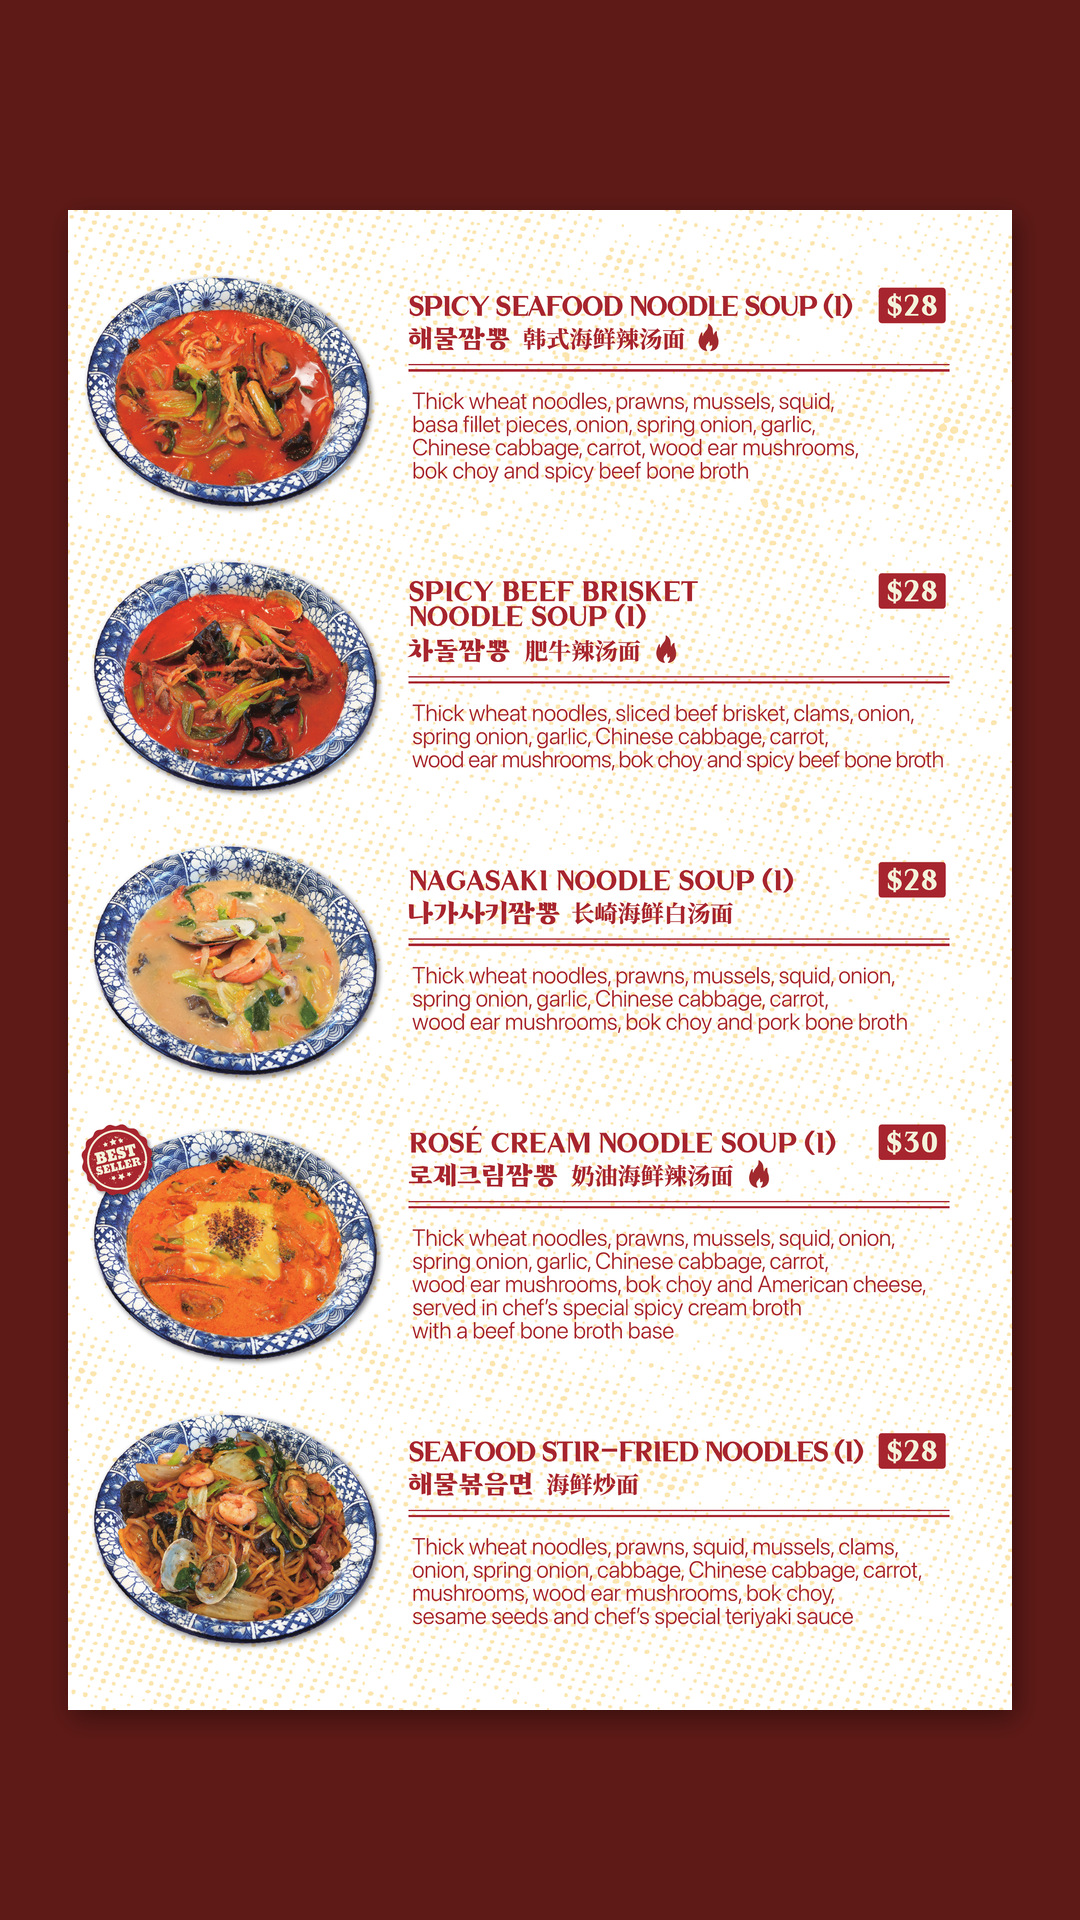 SPICY SEAFOOD NOODLE SOUP (1) $28
해물짬뽕 韩式海鲜辣汤面
Thick wheat noodles, prawns, mussels, squid,
basa fillet pieces, onion, spring onion, garlic,
Chinese cabbage, carrot, wood ear mushrooms,
bok choy and spicy beef bone broth
SPICY BEEF BRISKET $28
NOODLE SOUP (1)
차돌짬뽕 肥牛辣汤面
Thick wheat noodles, sliced beef brisket, clams, onion,
spring onion, garlic, Chinese cabbage, carrot,
wood ear mushrooms, bok choy and spicy beef bone broth
NAGASAKI NOODLE SOUP (1) $28
나가사키짬뽕 长崎海鲜白汤面
Thick wheat noodles, prawns, mussels, squid, onion,
spring onion, garlic, Chinese cabbage, carrot,
wood ear mushrooms, bok choy and pork bone broth
BEST
SELLER
ROSÉ CREAM NOODLE SOUP (1) $30
로제크림짬뽕 奶油海鲜辣汤面
Thick wheat noodles, prawns, mussels, squid, onion,
spring onion, garlic, Chinese cabbage, carrot,
wood ear mushrooms, bok choy and American cheese,
served in chef's special spicy cream broth
with a beef bone broth base
SEAFOOD STIR-FRIED NOODLES (1) $28
해물볶음면 海鲜炒面
Thick wheat noodles, prawns, squid, mussels, clams,
onion, spring onion, cabbage, Chinese cabbage, carrot,
mushrooms, wood ear mushrooms, bok choy,
sesame seeds and chef's special teriyaki sauce